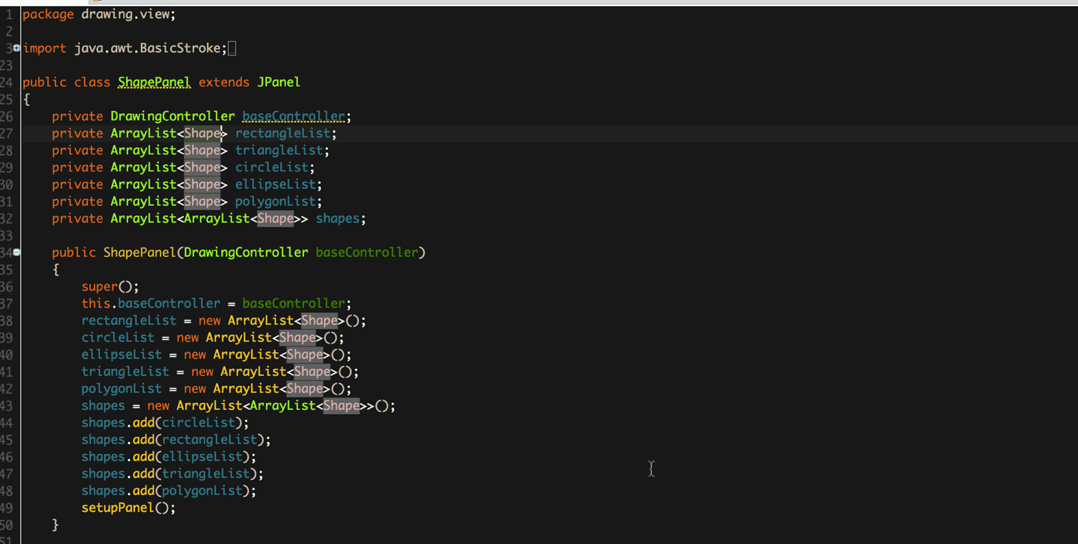 1 package drawing.view;
2
3 import java.awt.BasicStroke;
23
24 public class ShapePanel extends JPanel
25 {
26 private DrawingController baseController;
27 private ArrayList<Shape> rectangleList;
28 private ArrayList<Shape> triangleList;
29 private ArrayList<Shape> circleList;
30 private ArrayList<Shape> ellipseList;
31 private ArrayList<Shape> polygonList;
32 private ArrayList<ArrayList<Shape>> shapes;
33
34 public ShapePanel(DrawingController baseController)
35 {
36 super();
37 this.baseController = baseController;
38 rectangleList = new ArrayList<Shape>();
39 circleList = new ArrayList<Shape>();
40 ellipseList = new ArrayList<Shape>();
41 triangleList = new ArrayList<Shape>();
42 polygonList = new ArrayList<Shape>();
43 shapes = new ArrayList<ArrayList<Shape>>();
44 shapes.add(circleList);
45 shapes.add(rectangleList);
46 shapes.add(ellipseList);
47 shapes.add(triangleList);
48 shapes.add(polygonList);
49 setupPanel();
50 }
51